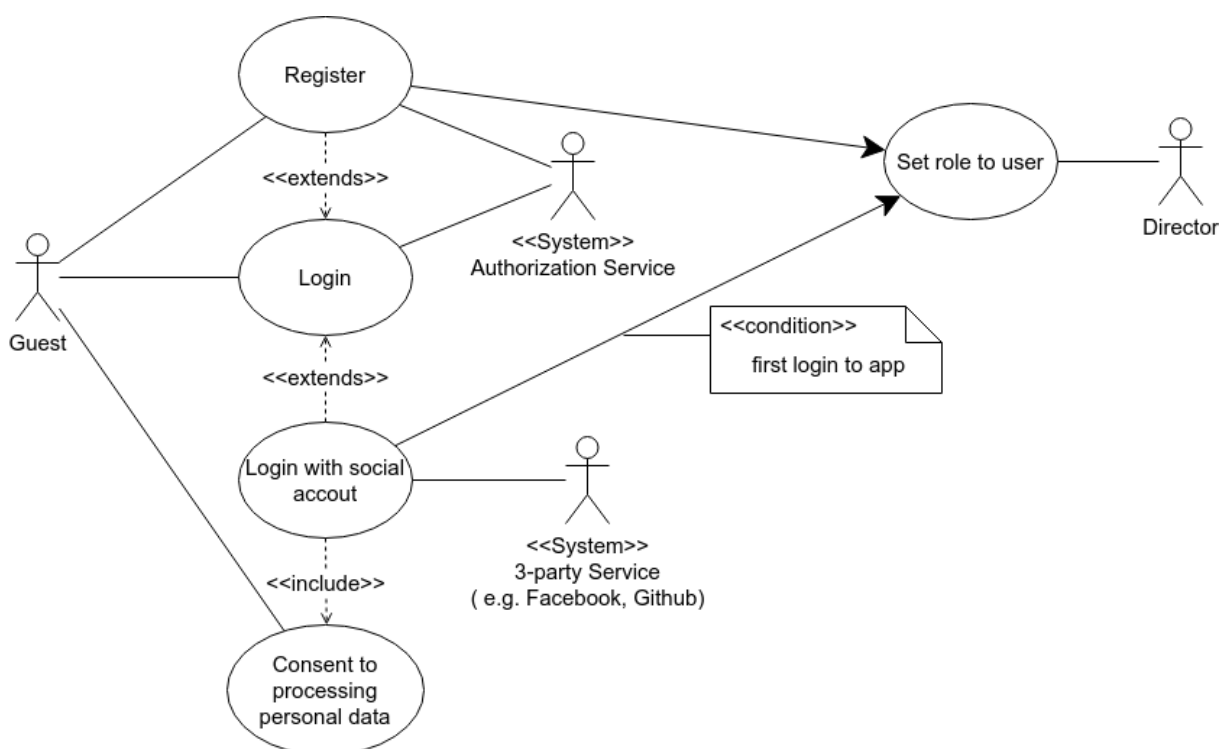 Register
<<extends>>
Set role to user
Director
<<System>>
Authorization Service
Login
Guest
<<condition>>
first login to app
<<extends>>
Login with social
accout
<<System>>
3-party Service
( e.g. Facebook, Github)
<<include>>
Consent to
processing
personal data